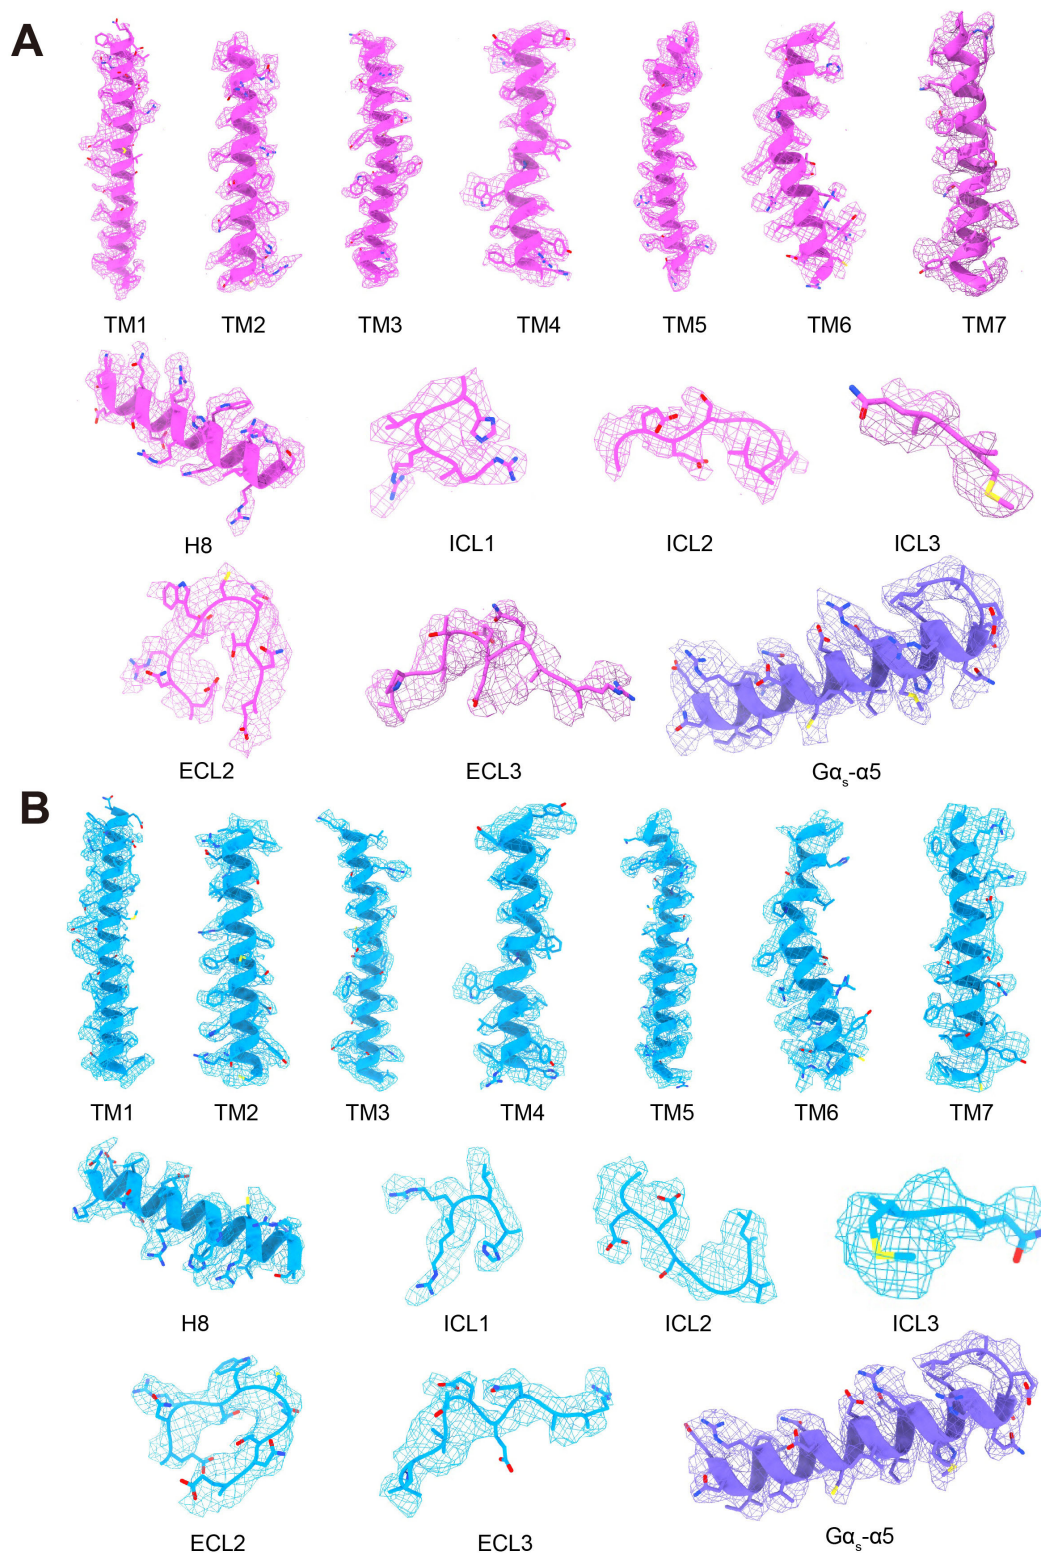 A
TM1 TM2 TM3 TM4 TM5 TM6 TM7
H8 ICL1 ICL2 ICL3
ECL2 ECL3 Gαs-α5
B
TM1 TM2 TM3 TM4 TM5 TM6 TM7
H8 ICL1 ICL2 ICL3
ECL2 ECL3 Gαs-α5